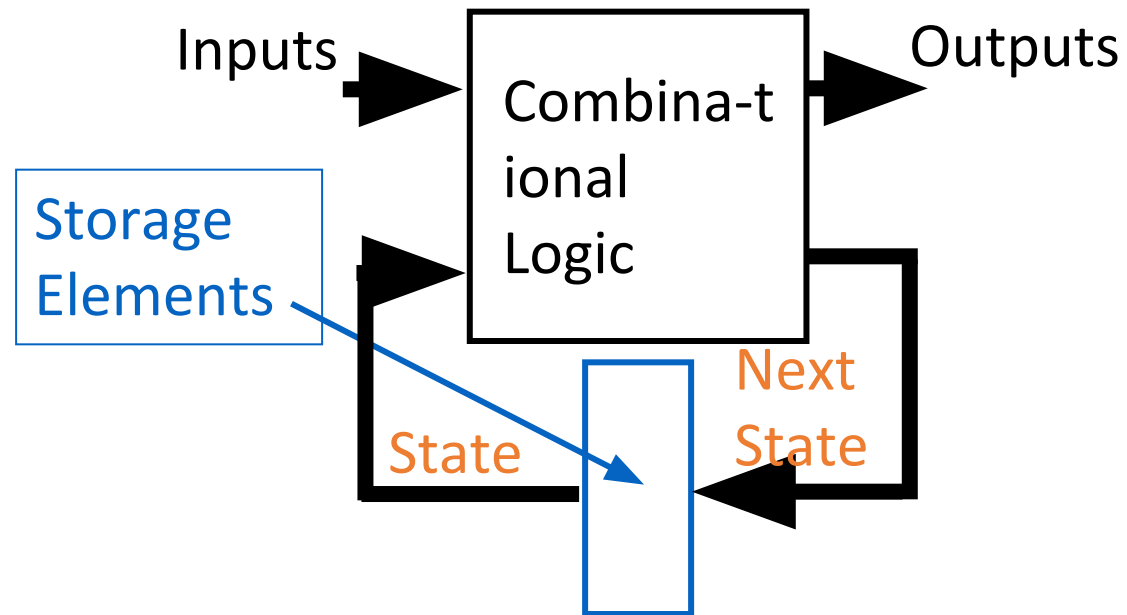 Inputs
Outputs
Combina-t
ional
Logic
Storage
Elements
Next
State
State